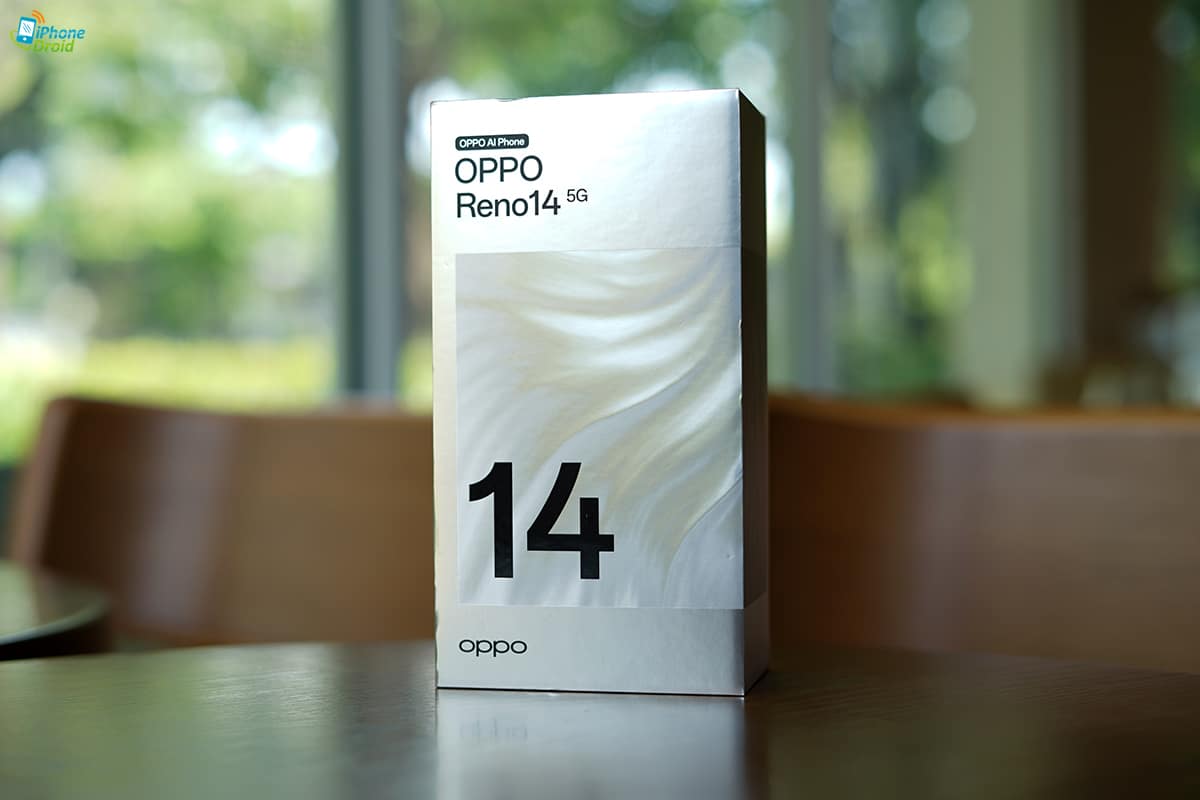 iPhone
Droid
OPPO AI Phone
OPPO
Reno14 5G
14
oppo